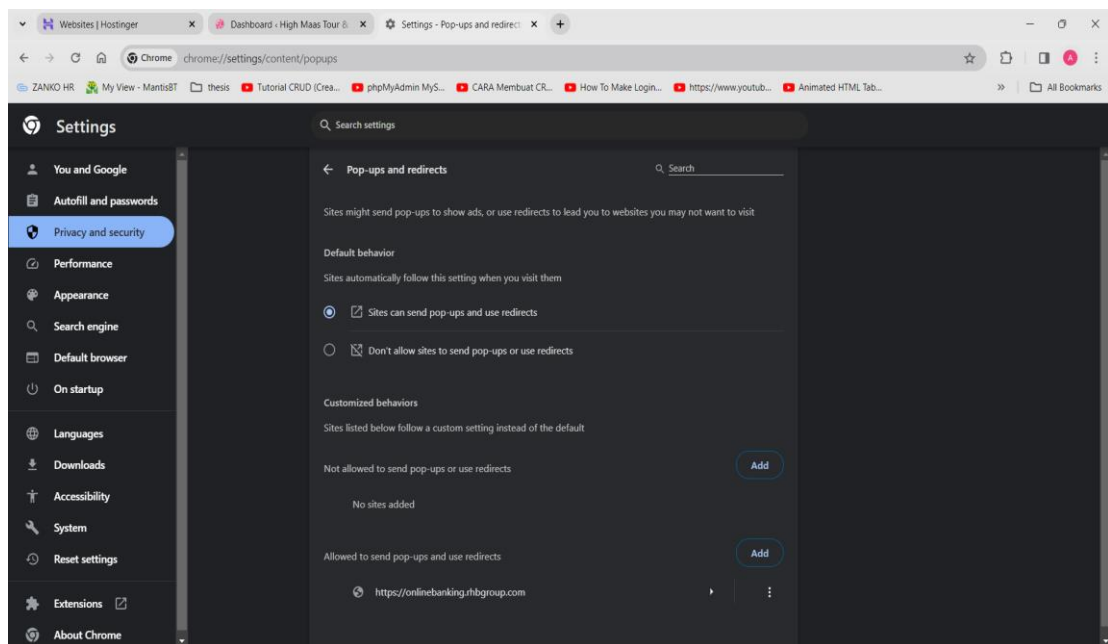 Websites | Hostinger
Dashboard ‹ High Maas Tour &
Settings - Pop-ups and redirect
Chrome
chrome://settings/content/popups
A
ZANKO HR
My View - MantisBT
thesis
Tutorial CRUD (Crea...
phpMyAdmin MyS...
CARA Membuat CR...
How To Make Login...
https://www.youtub...
Animated HTML Tab...
All Bookmarks
Settings
Search settings
You and Google
Autofill and passwords
Privacy and security
Performance
Appearance
Search engine
Default browser
On startup
Languages
Downloads
Accessibility
System
Reset settings
Extensions
About Chrome
Pop-ups and redirects
Search
Sites might send pop-ups to show ads, or use redirects to lead you to websites you may not want to visit
Default behavior
Sites automatically follow this setting when you visit them
Sites can send pop-ups and use redirects
Don't allow sites to send pop-ups or use redirects
Customized behaviors
Sites listed below follow a custom setting instead of the default
Not allowed to send pop-ups or use redirects
Add
No sites added
Allowed to send pop-ups and use redirects
Add
https://onlinebanking.rhbgroup.com